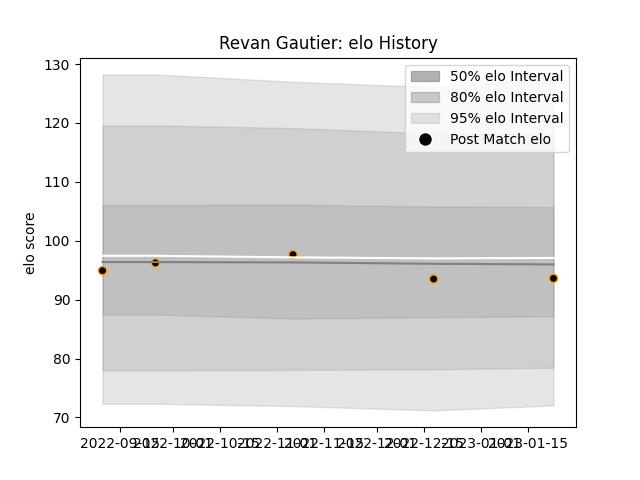 Revan Gautier: elo History
130
120
110
100
90
80
70
elo score
50% elo Interval
80% elo Interval
95% elo Interval
Post Match elo
2022-09-15 2022-10-01 2022-10-15 2022-11-01 2022-11-15 2022-12-01 2022-12-15 2023-01-01 2023-01-15